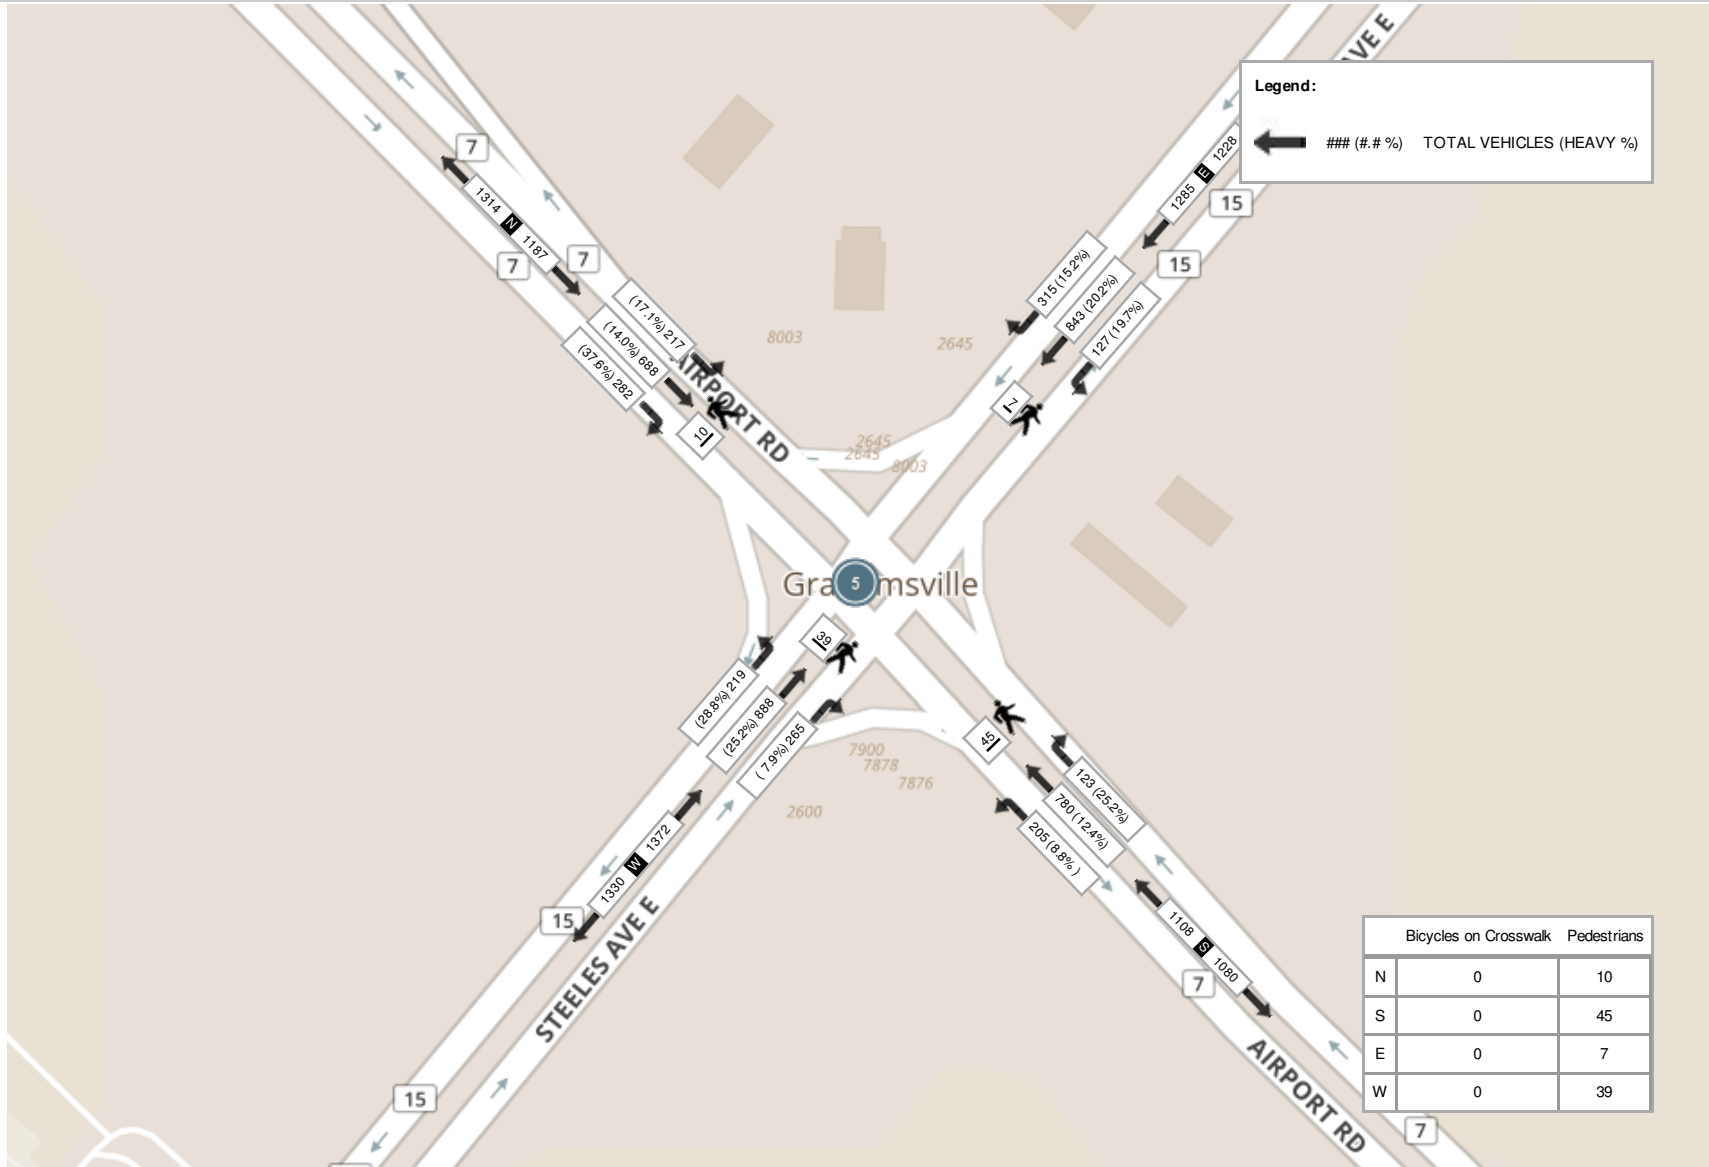 AVE E
Legend:
### (#.# %) TOTAL VEHICLES (HEAVY %)
7
1314 N 1187
7
7
1285 E 1228
15
15
(17.1%) 217
(14.0%) 688
(37.6%) 282
315 (15.2%)
843 (20.2%)
127 (19.7%)
8003
2645
AIRPORT RD
10
7
2645
2645
8003
5
39
(28.8%) 219
(25.2%) 888
( 7.9%) 265
45
123 (25.2%)
780 (12.4%)
205 (8.8% )
7900
7878
7876
2600
1330 W 1372
15
STEELES AVE E
1108 S 1080
7
AIRPORT RD
15
7
Bicycles on Crosswalk Pedestrians
N 0 10
S 0 45
E 0 7
W 0 39